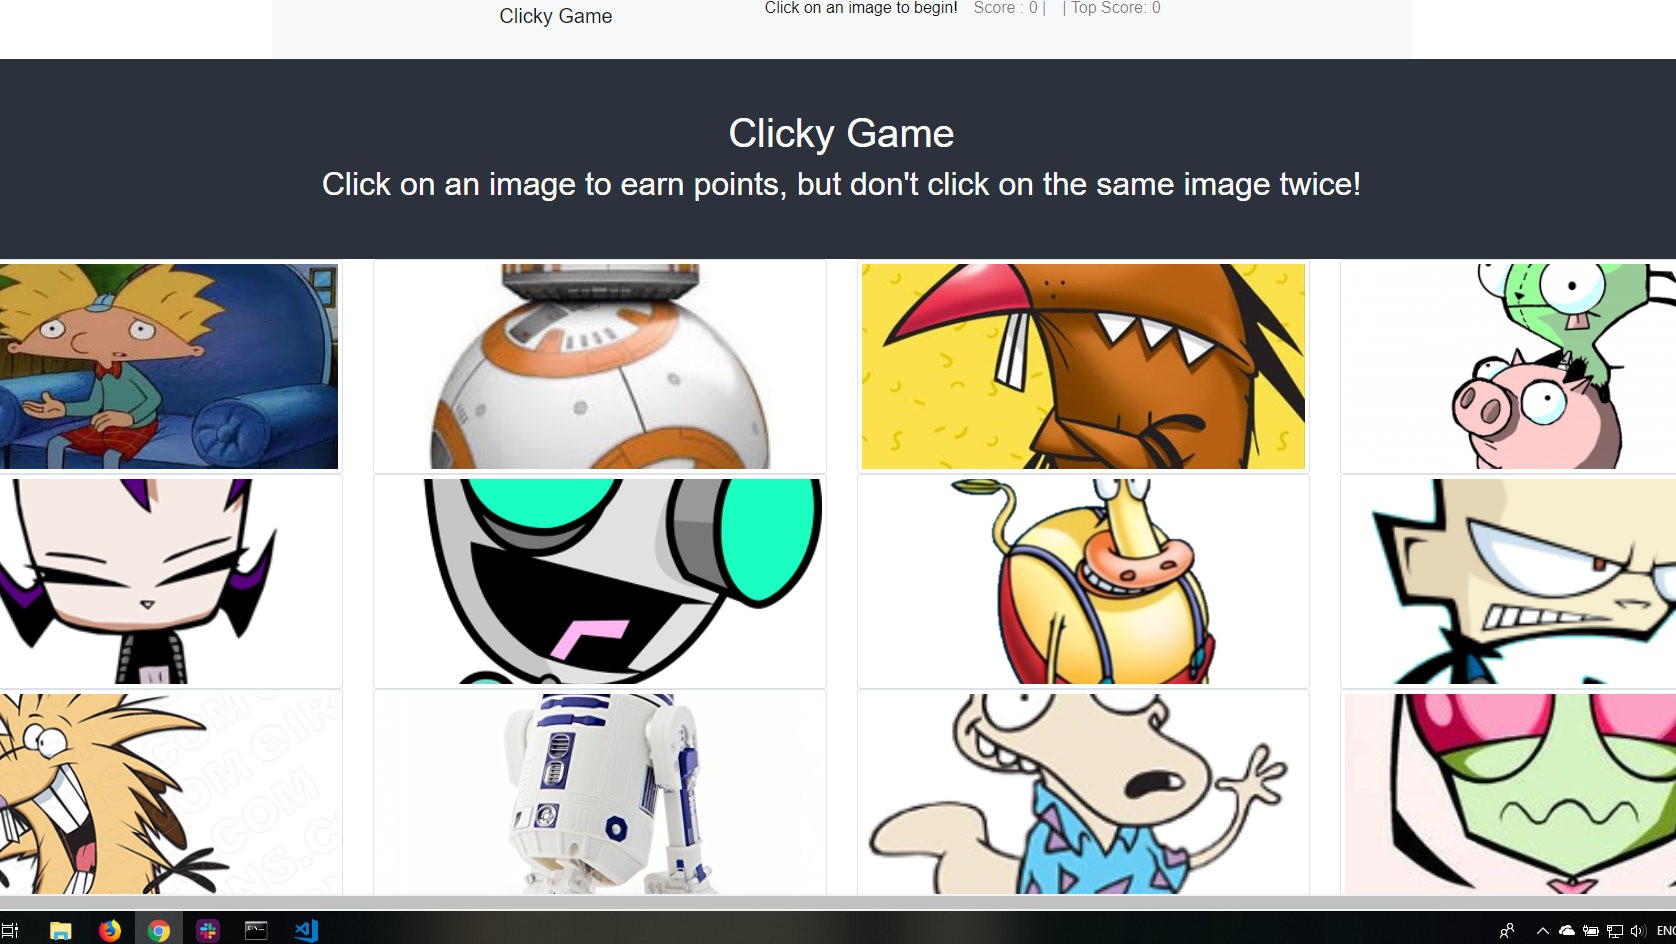 Clicky Game
Click on an image to begin! Score : 0 | | Top Score: 0
Clicky Game
Click on an image to earn points, but don't click on the same image twice!
ENG